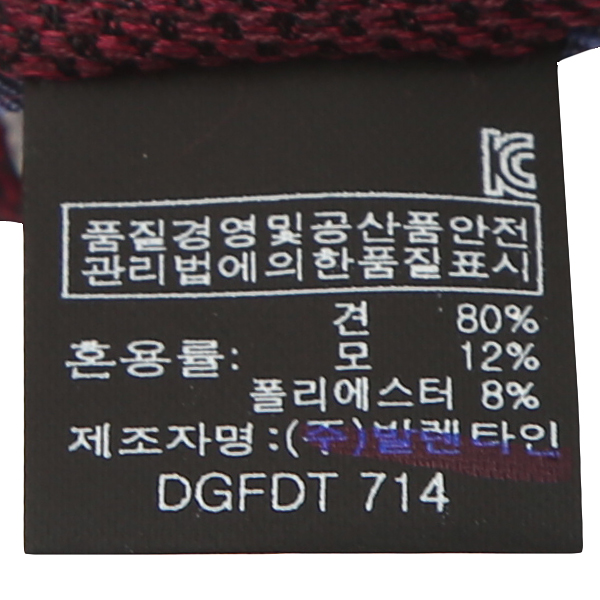 KC
품질경영및공산품안전
관리법에의한품질표시
견 80%
혼용률: 모 12%
폴리에스터 8%
제조자명:(주)발렌타인
DGFDT 714